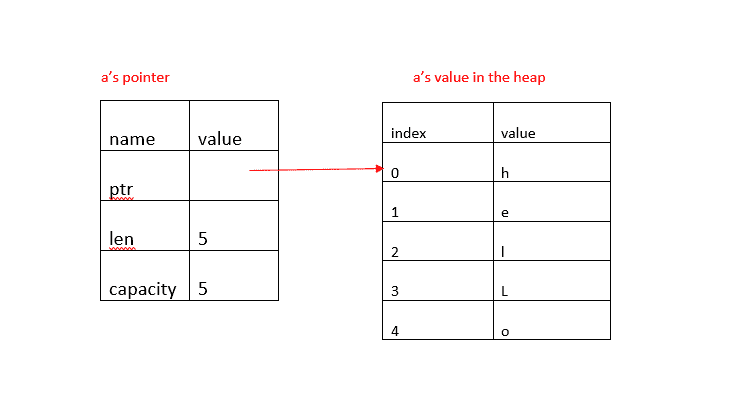 a's pointer
a's value in the heap
name value
ptr
len 5
capacity 5
index value
0 h
1 e
2 l
3 L
4 o